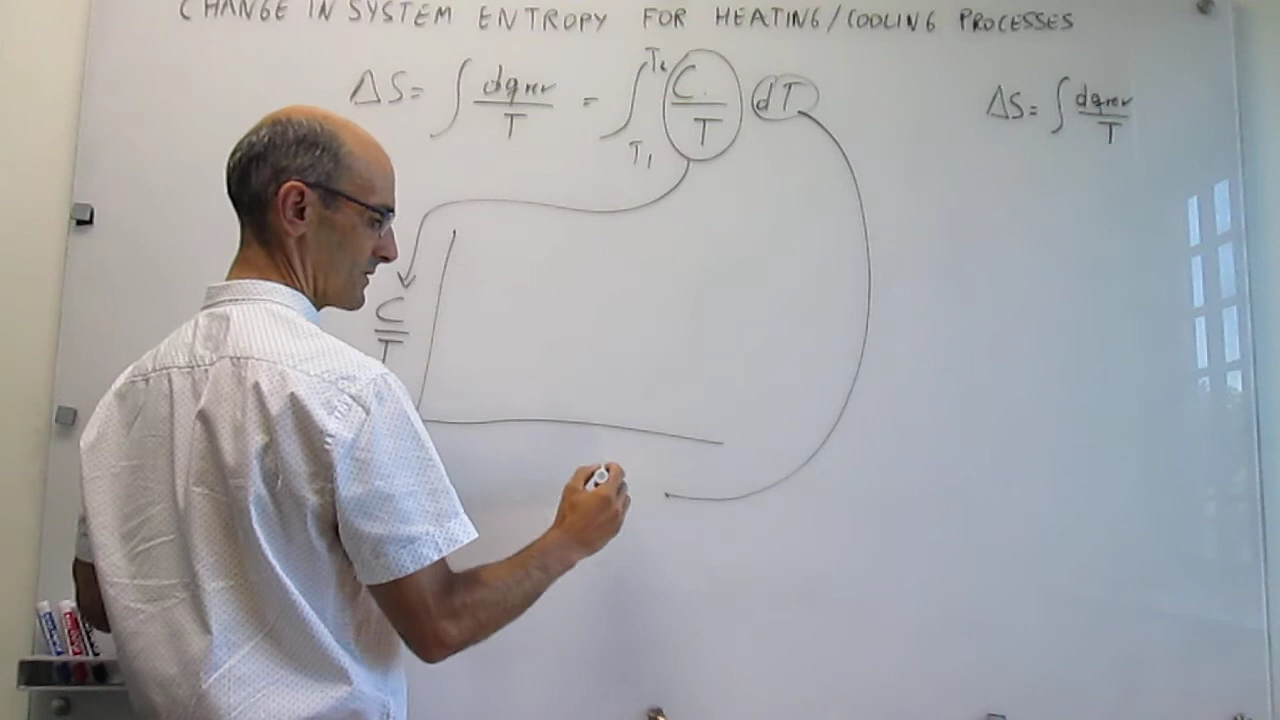 CHANGE IN SYSTEM ENTROPY FOR HEATING/COOLING PROCESSES
ΔS = ∫ dqrev/T = ∫ T2 T1 C/T dT
ΔS = ∫ dqrev/T
C/T